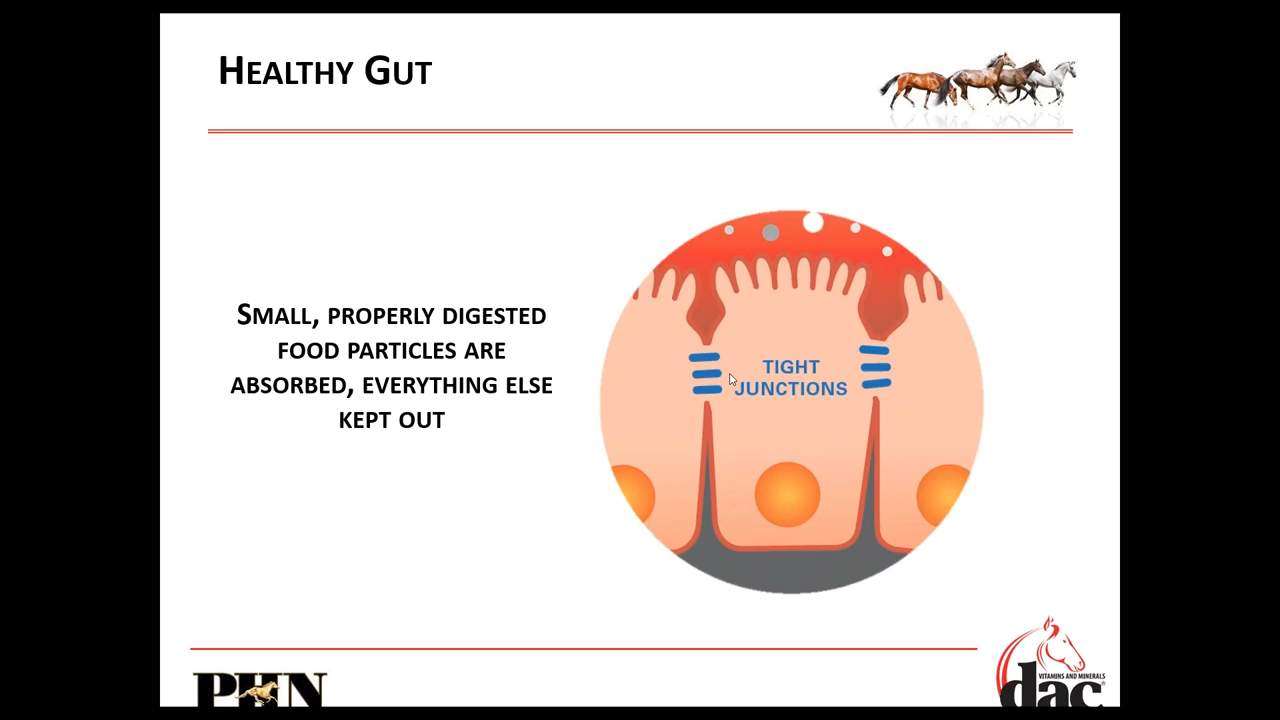 HEALTHY GUT
SMALL, PROPERLY DIGESTED
FOOD PARTICLES ARE
ABSORBED, EVERYTHING ELSE
KEPT OUT
TIGHT
JUNCTIONS
PHN
VITAMINS AND MINERALS
dac®